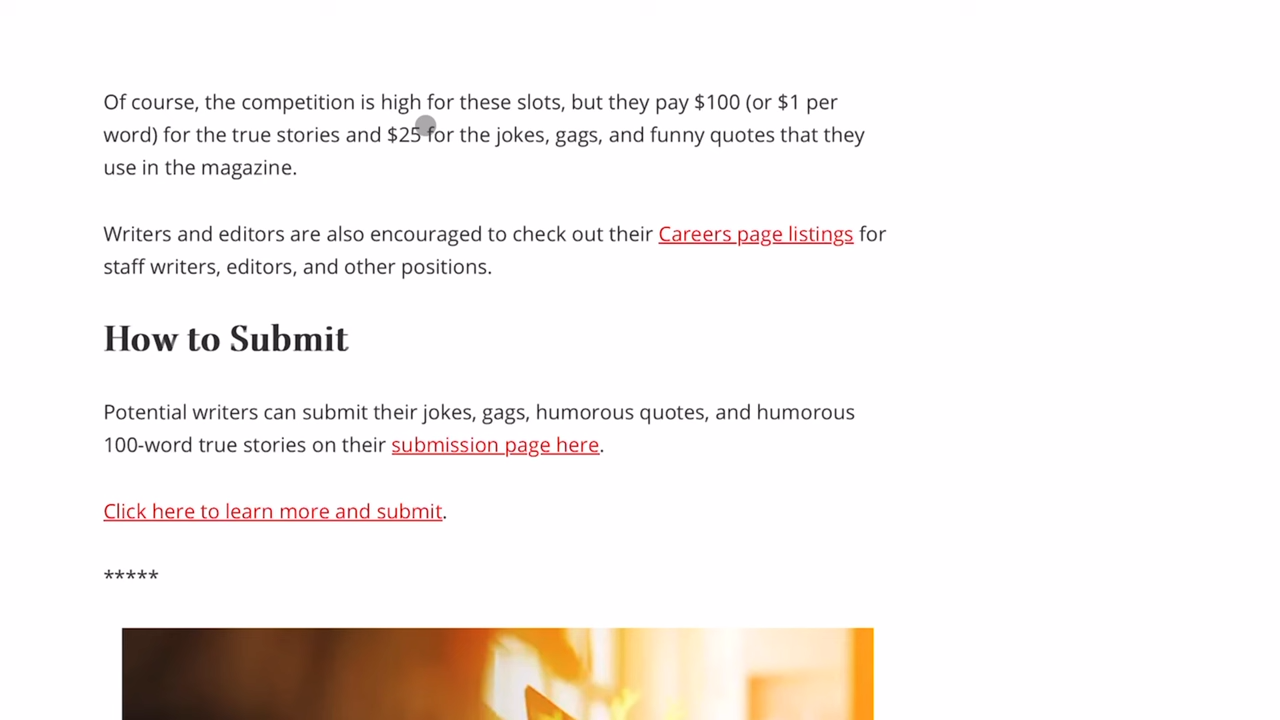 Of course, the competition is high for these slots, but they pay $100 (or $1 per
word) for the true stories and $25 for the jokes, gags, and funny quotes that they
use in the magazine.
Writers and editors are also encouraged to check out their Careers page listings for
staff writers, editors, and other positions.
How to Submit
Potential writers can submit their jokes, gags, humorous quotes, and humorous
100-word true stories on their submission page here.
Click here to learn more and submit.
*****